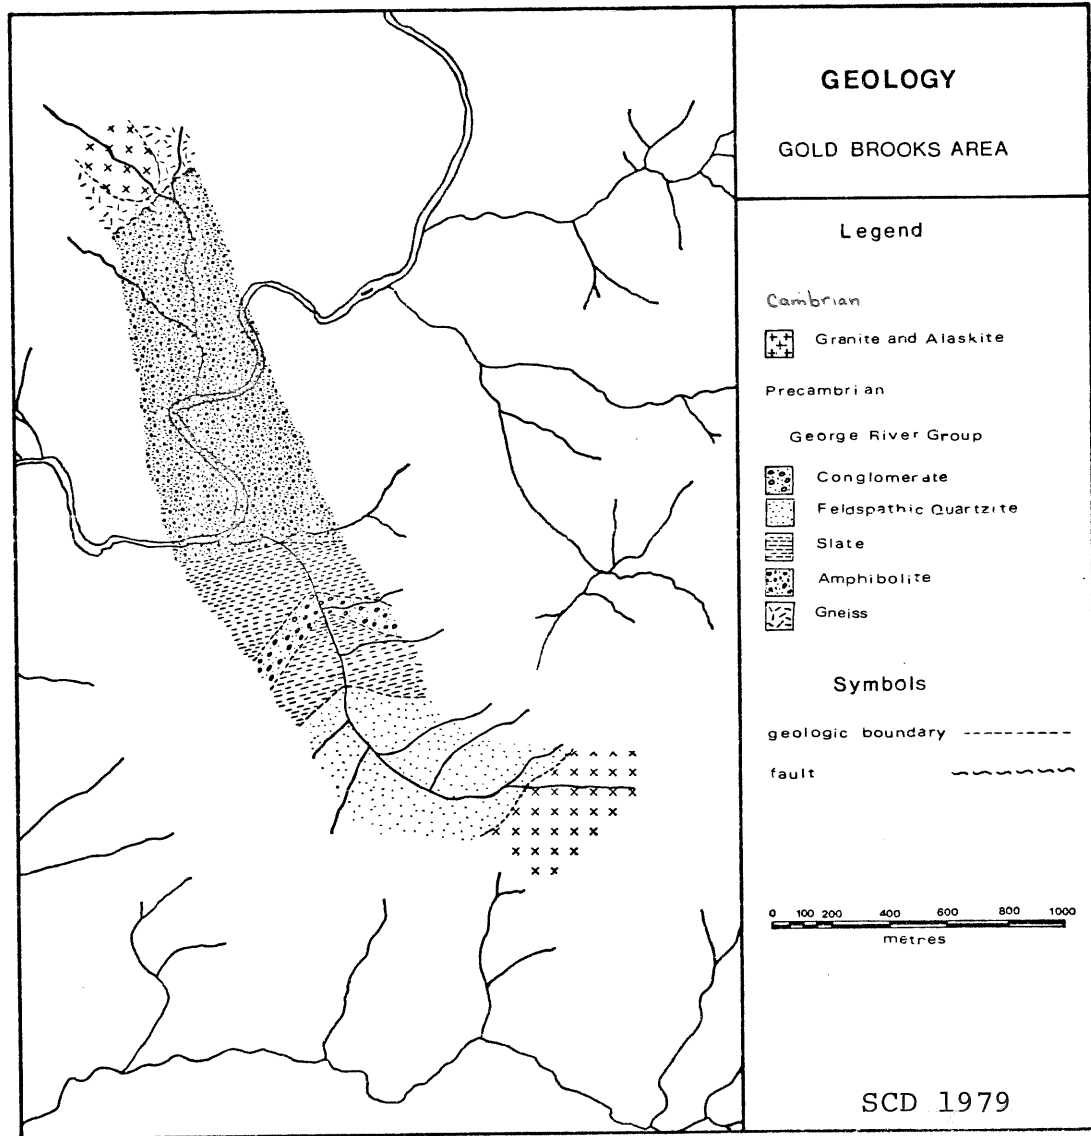 GEOLOGY
GOLD BROOKS AREA
Legend
Cambrian
Granite and Alaskite
Precambrian
George River Group
Conglomerate
Feldspathic Quartzite
Slate
Amphibolite
Gneiss
Symbols
geologic boundary
fault
0 100 200 400 600 800 1000
metres
SCD 1979